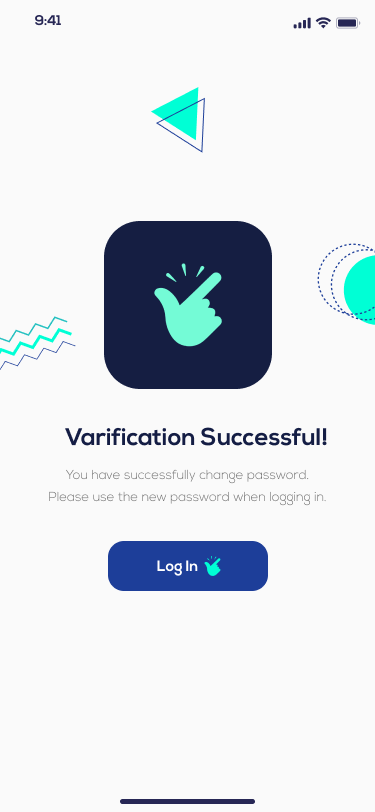 9:41
Varification Successful!
You have successfully change password.
Please use the new password when logging in.
Log In